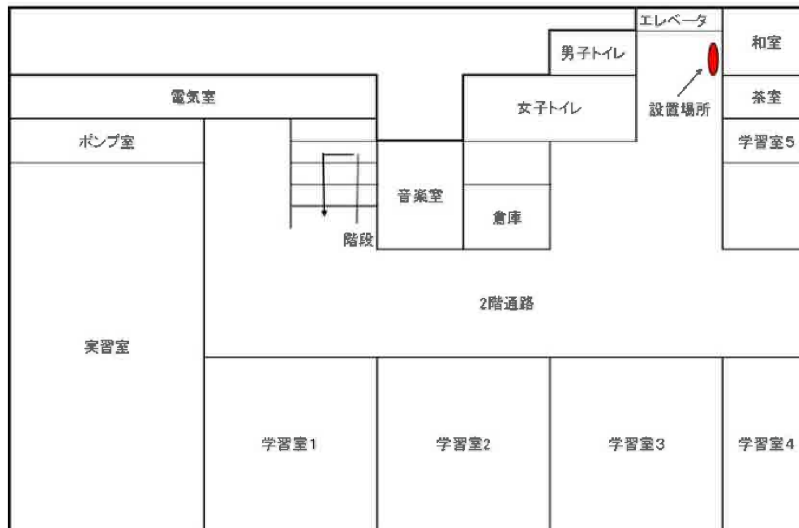 エレベータ
和室
男子トイレ
電気室
女子トイレ
設置場所
茶室
ポンプ室
学習室5
音楽室
倉庫
階段
2階通路
実習室
学習室1
学習室2
学習室3
学習室4